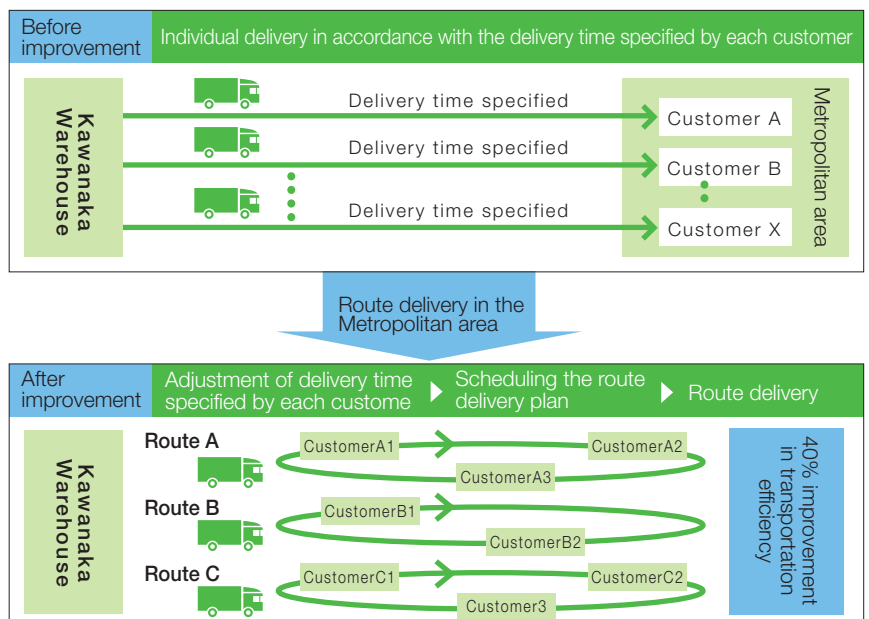 Before
improvement
Individual delivery in accordance with the delivery time specified by each customer
Kawanaka
Warehouse
Delivery time specified
Customer A
Delivery time specified
Customer B
Delivery time specified
Customer X
Metropolitan area
Route delivery in the
Metropolitan area
After
improvement
Adjustment of delivery time
specified by each custome
Scheduling the route
delivery plan
Route delivery
Kawanaka
Warehouse
Route A
CustomerA1
CustomerA2
CustomerA3
Route B
CustomerB1
CustomerB2
Route C
CustomerC1
CustomerC2
Customer3
40% improvement
in transportation
efficiency